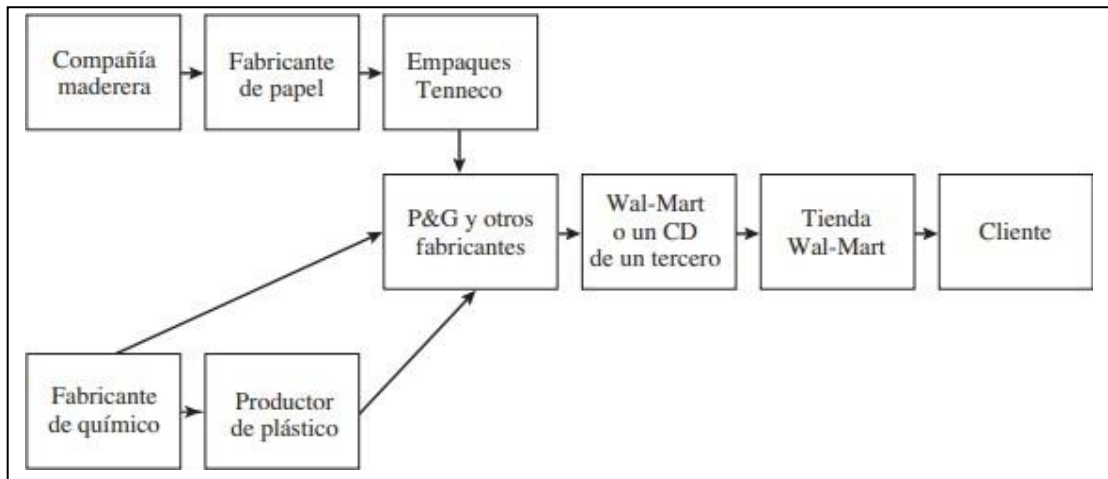 Compañía
maderera
Fabricante
de papel
Empaques
Tenneco
P&G y otros
fabricantes
Wal-Mart
o un CD
de un tercero
Tienda
Wal-Mart
Cliente
Fabricante
de químico
Productor
de plástico